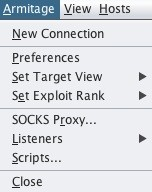 Armitage View Hosts
New Connection
Preferences
Set Target View
Set Exploit Rank
SOCKS Proxy...
Listeners
Scripts...
Close